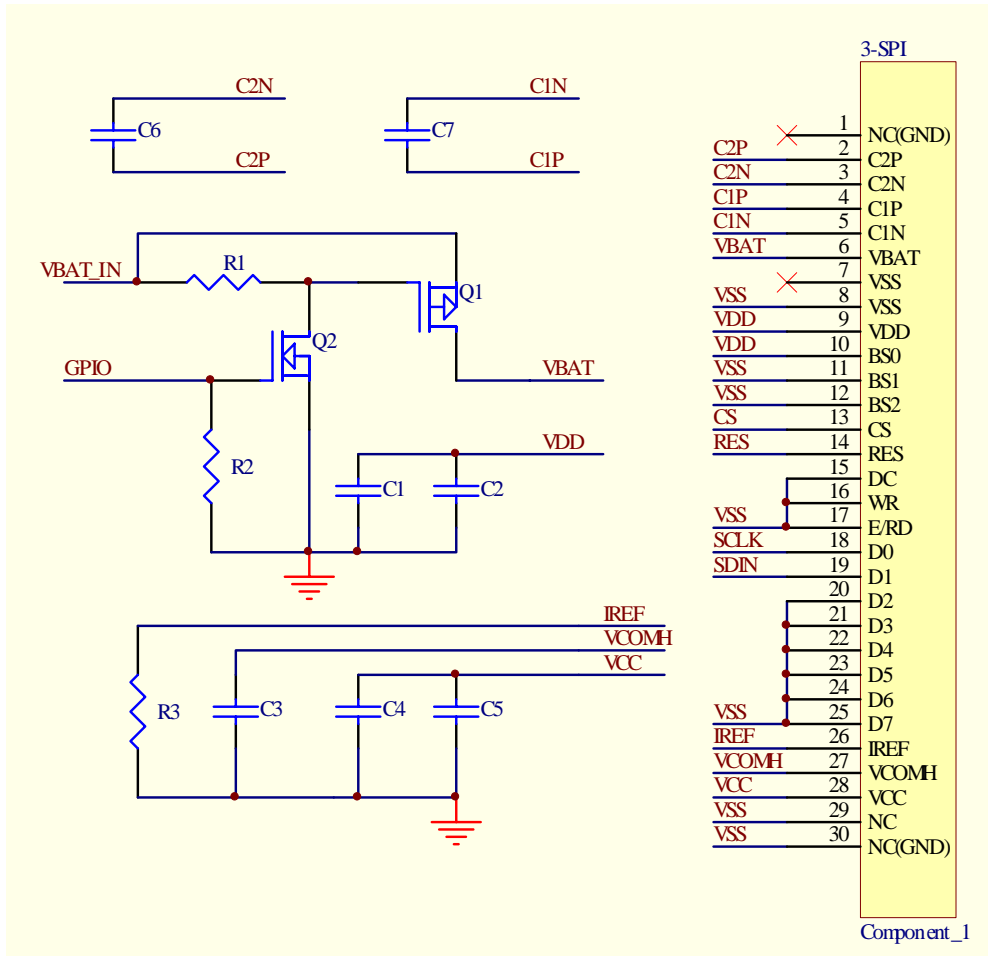 3-SPI
C2N
C6
C2P
C1N
C7
C1P
VBAT_IN
R1
Q1
Q2
GPIO
VBAT
R2
VDD
C1
C2
IREF
VCOMH
VCC
R3
C3
C4
C5
1 NC(GND)
C2P 2 C2P
C2N 3 C2N
C1P 4 C1P
C1N 5 C1N
VBAT 6 VBAT
7 VSS
VSS 8 VSS
VDD 9 VDD
VDD 10 BS0
VSS 11 BS1
VSS 12 BS2
CS 13 CS
RES 14 RES
15 DC
16 WR
VSS 17 E/RD
SCLK 18 D0
SDIN 19 D1
20 D2
21 D3
22 D4
23 D5
24 D6
VSS 25 D7
IREF 26 IREF
VCOMH 27 VCOMH
VCC 28 VCC
VSS 29 NC
VSS 30 NC(GND)
Component_1